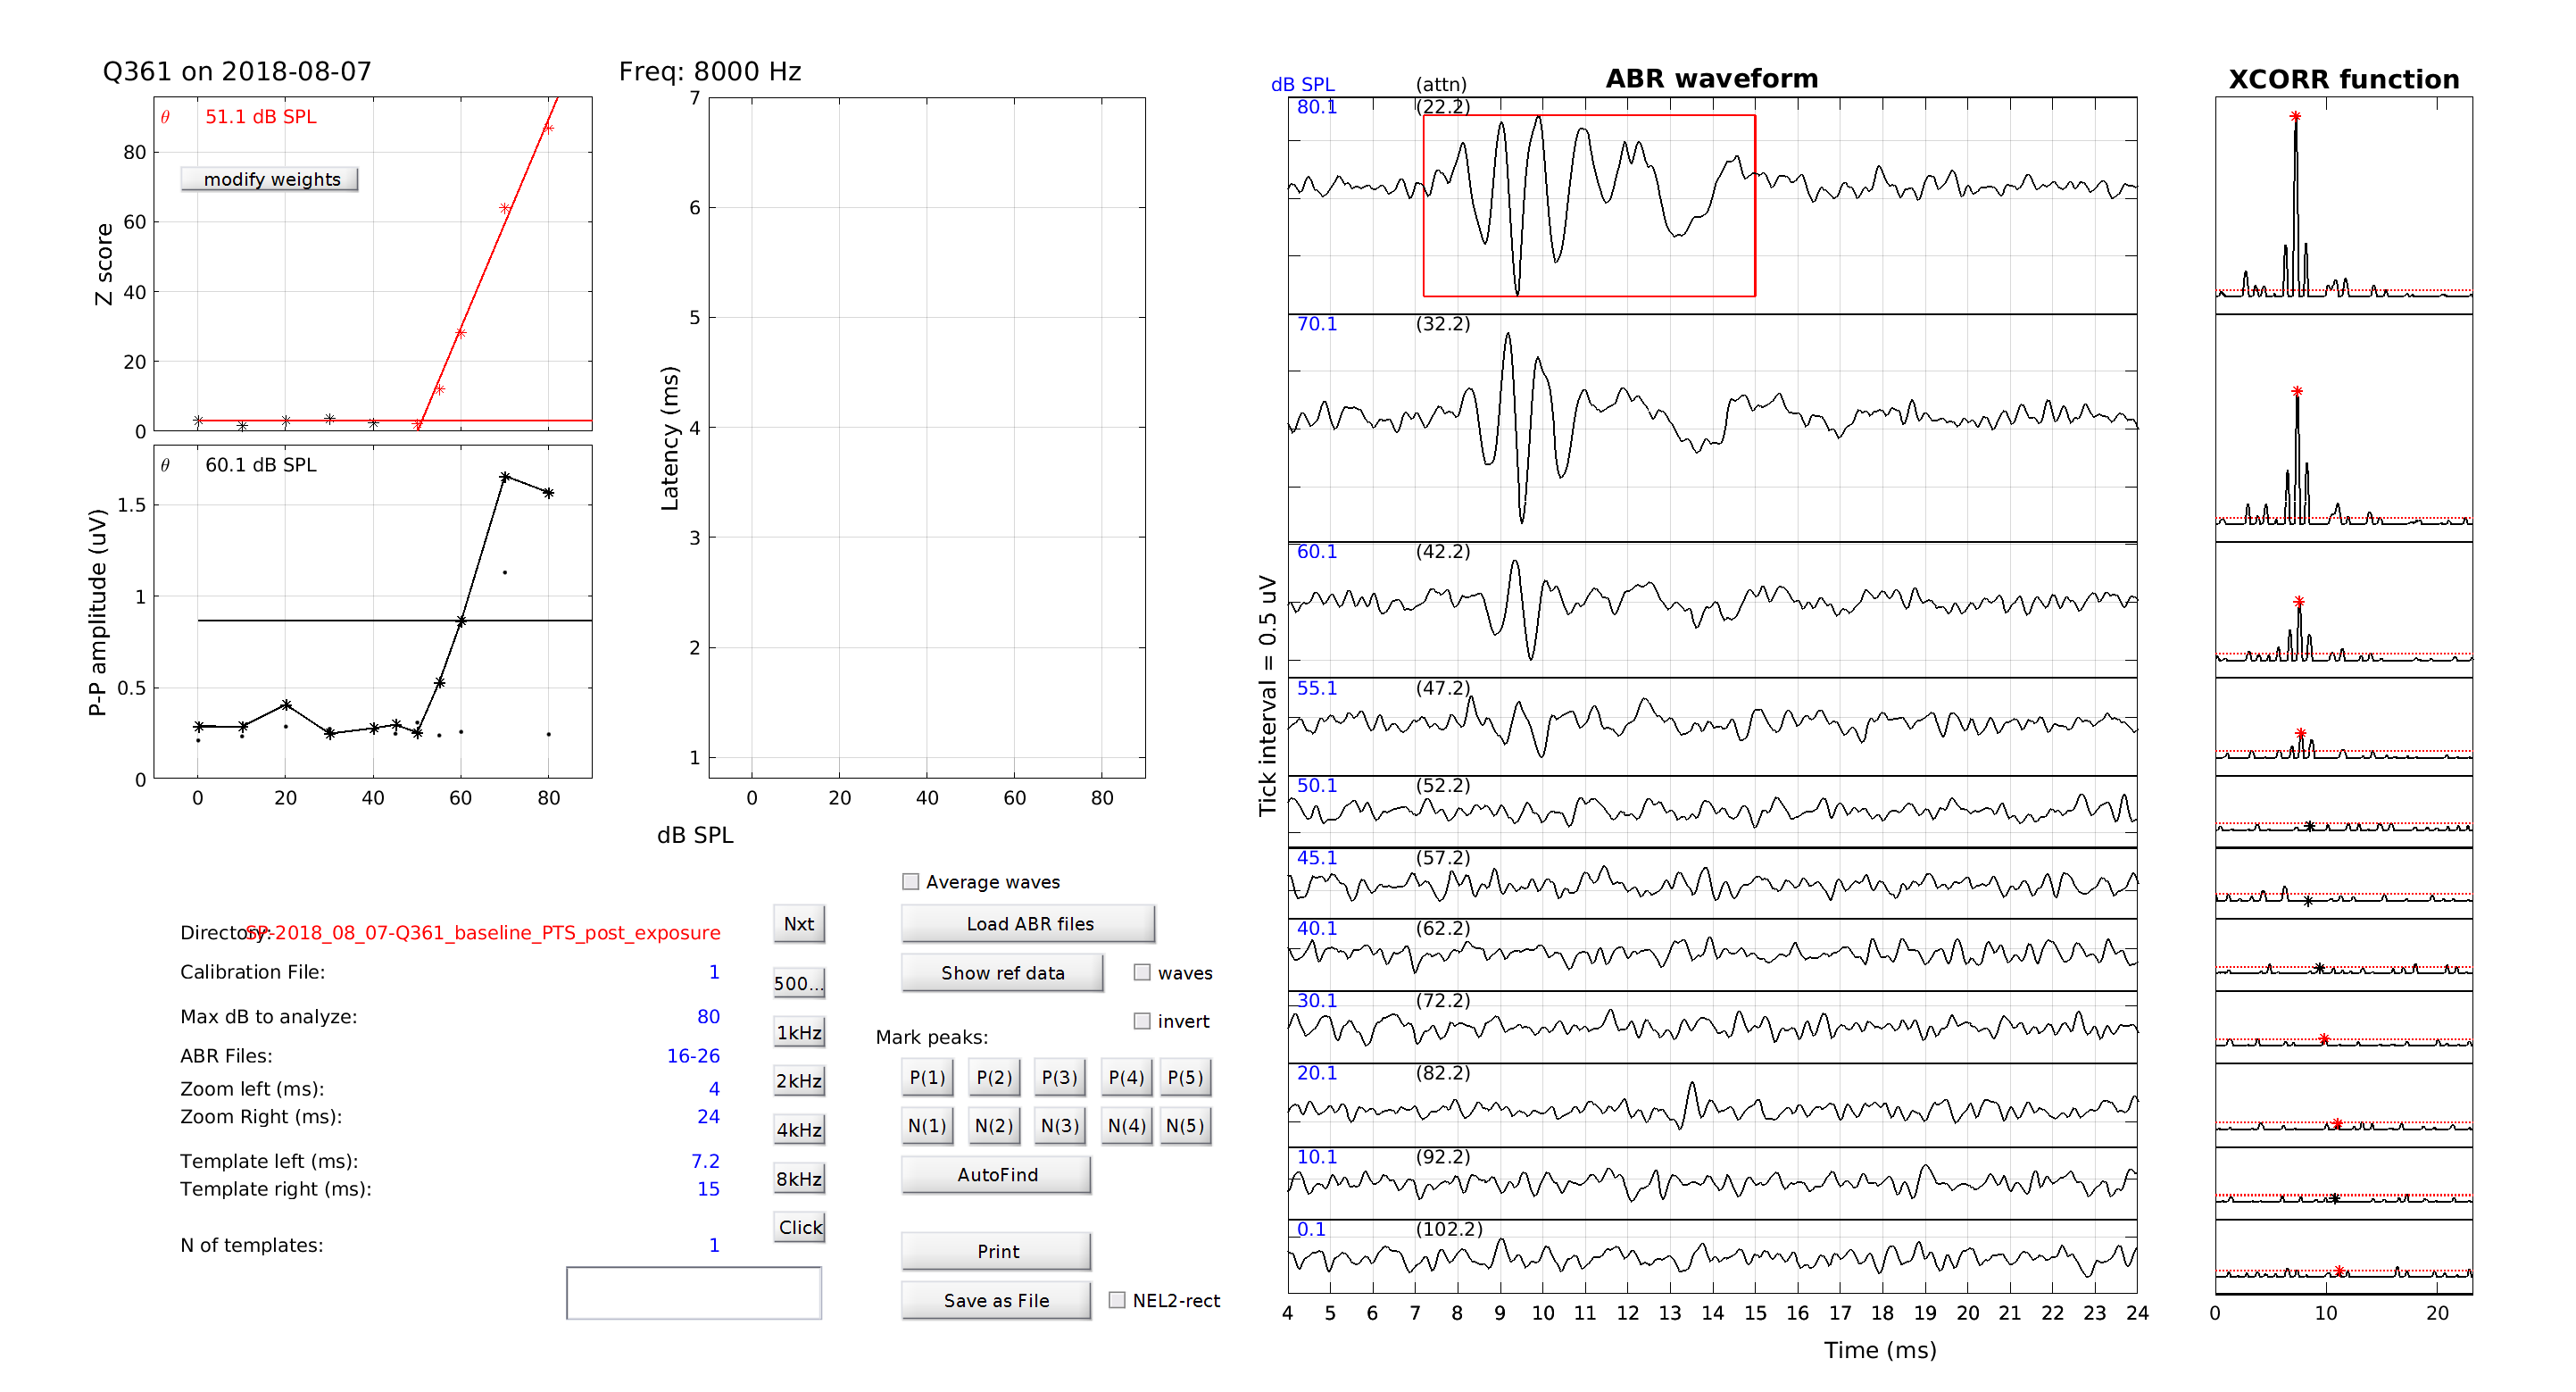 Q361 on 2018-08-07
θ 51.1 dB SPL
modify weights
Z score
80
60
40
20
0
θ 60.1 dB SPL
P-P amplitude (uV)
1.5
1
0.5
0
0 20 40 60 80
Freq: 8000 Hz
Latency (ms)
7
6
5
4
3
2
1
0 20 40 60 80
dB SPL
Directory: SP-2018_08_07-Q361_baseline_PTS_post_exposure
Calibration File: 1
Max dB to analyze: 80
ABR Files: 16-26
Zoom left (ms): 4
Zoom Right (ms): 24
Template left (ms): 7.2
Template right (ms): 15
N of templates: 1
Nxt
500...
1kHz
2kHz
4kHz
8kHz
Click
Average waves
Load ABR files
Show ref data
waves
invert
Mark peaks:
P(1) P(2) P(3) P(4) P(5)
N(1) N(2) N(3) N(4) N(5)
AutoFind
Print
Save as File
NEL2-rect
dB SPL (attn) ABR waveform
80.1 (22.2)
70.1 (32.2)
60.1 (42.2)
55.1 (47.2)
50.1 (52.2)
45.1 (57.2)
40.1 (62.2)
30.1 (72.2)
20.1 (82.2)
10.1 (92.2)
0.1 (102.2)
Tick interval = 0.5 uV
4 5 6 7 8 9 10 11 12 13 14 15 16 17 18 19 20 21 22 23 24
Time (ms)
XCORR function
0 10 20